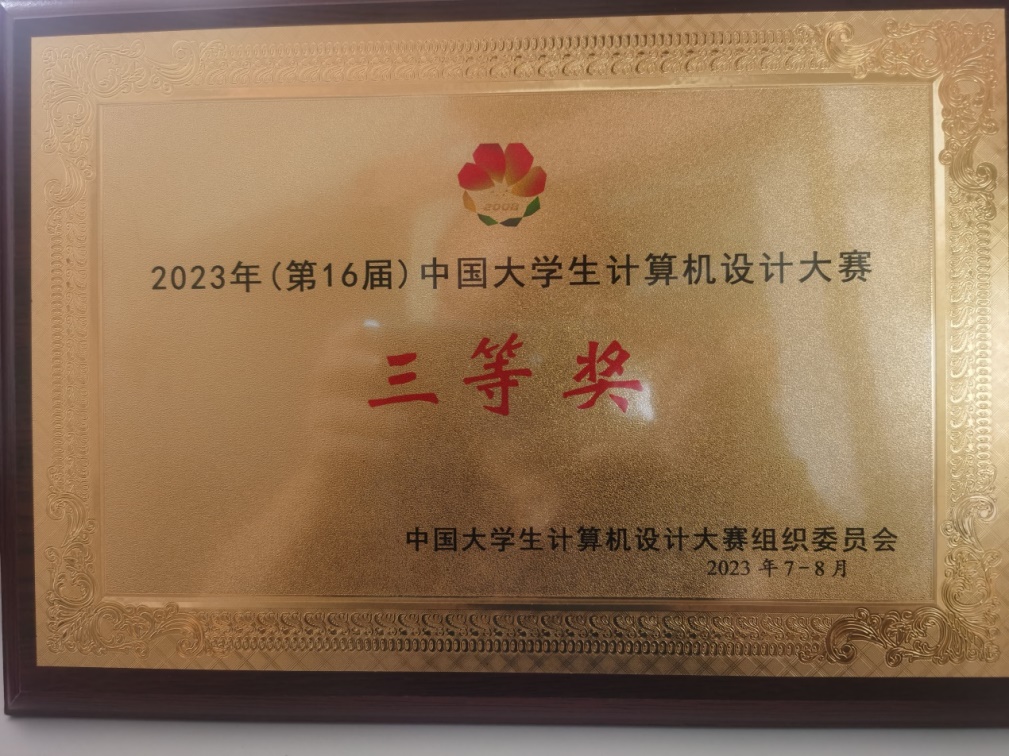 2008
2023年(第16届)中国大学生计算机设计大赛
三等奖
中国大学生计算机设计大赛组织委员会
2023年7-8月